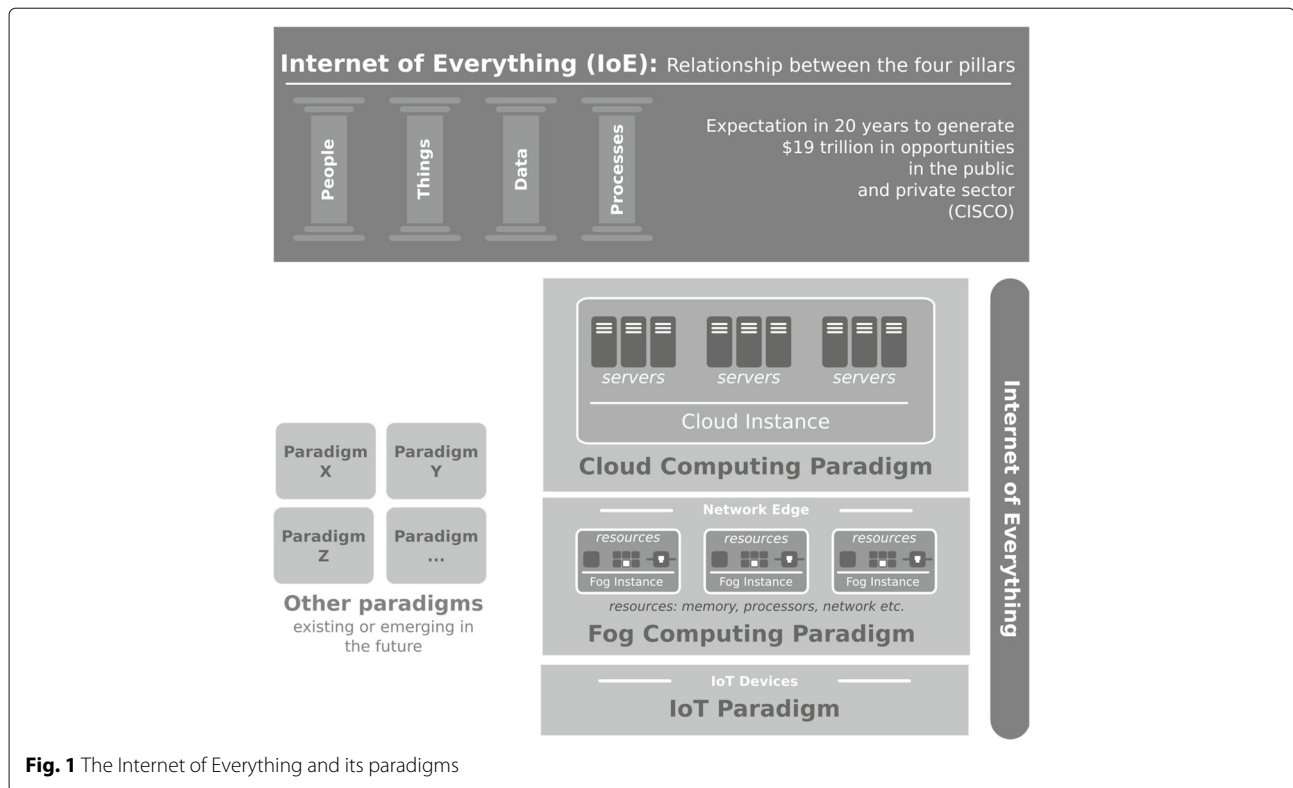 Internet of Everything (IoE): Relationship between the four pillars
People
Things
Data
Processes
Expectation in 20 years to generate
$19 trillion in opportunities
in the public
and private sector
(CISCO)
servers
servers
servers
Cloud Instance
Cloud Computing Paradigm
Network Edge
resources
resources
resources
Fog Instance
Fog Instance
Fog Instance
resources: memory, processors, network etc.
Fog Computing Paradigm
IoT Devices
IoT Paradigm
Internet of Everything
Paradigm
X
Paradigm
Y
Paradigm
Z
Paradigm
...
Other paradigms
existing or emerging in
the future
Fig. 1 The Internet of Everything and its paradigms